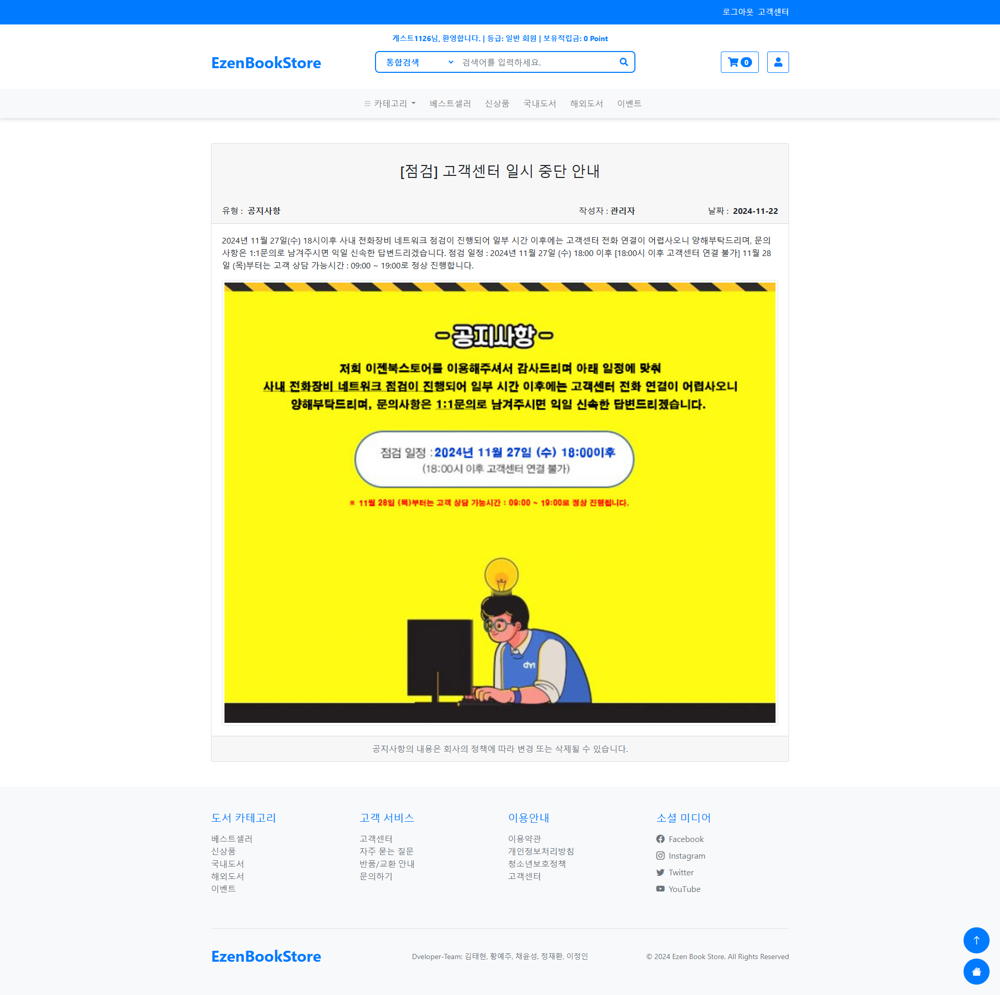 로그아웃 고객센터
게스트1126님, 환영합니다. | 등급: 일반 회원 | 보유적립금: 0 Point
EzenBookStore 통합검색 검색어를 입력하세요. 0
카테고리 베스트셀러 신상품 국내도서 해외도서 이벤트
[점검] 고객센터 일시 중단 안내
유형 : 공지사항 작성자 : 관리자 날짜 : 2024-11-22
2024년 11월 27일(수) 18시이후 사내 전화장비 네트워크 점검이 진행되어 일부 시간 이후에는 고객센터 전화 연결이 어렵사오니 양해부탁드리며, 문의
사항은 1:1문의로 남겨주시면 익일 신속한 답변드리겠습니다. 점검 일정 : 2024년 11월 27일 (수) 18:00 이후 [18:00시 이후 고객센터 연결 불가] 11월 28
일 (목)부터는 고객 상담 가능시간 : 09:00 ~ 19:00로 정상 진행합니다.
-공지사항-
저희 이젠북스토어를 이용해주셔서 감사드리며 아래 일정에 맞춰
사내 전화장비 네트워크 점검이 진행되어 일부 시간 이후에는 고객센터 전화 연결이 어렵사오니
양해부탁드리며, 문의사항은 1:1문의로 남겨주시면 익일 신속한 답변드리겠습니다.
점검 일정 : 2024년 11월 27일 (수) 18:00이후
(18:00시 이후 고객센터 연결 불가)
※ 11월 28일 (목)부터는 고객 상담 가능시간 : 09:00 ~ 19:00로 정상 진행됩니다.
공지사항의 내용은 회사의 정책에 따라 변경 또는 삭제될 수 있습니다.
도서 카테고리
베스트셀러
신상품
국내도서
해외도서
이벤트
고객 서비스
고객센터
자주 묻는 질문
반품/교환 안내
문의하기
이용안내
이용약관
개인정보처리방침
청소년보호정책
고객센터
소셜 미디어
Facebook
Instagram
Twitter
YouTube
EzenBookStore
Dveloper-Team: 김태현, 황예주, 채윤성, 정재환, 이정인
© 2024 Ezen Book Store. All Rights Reserved